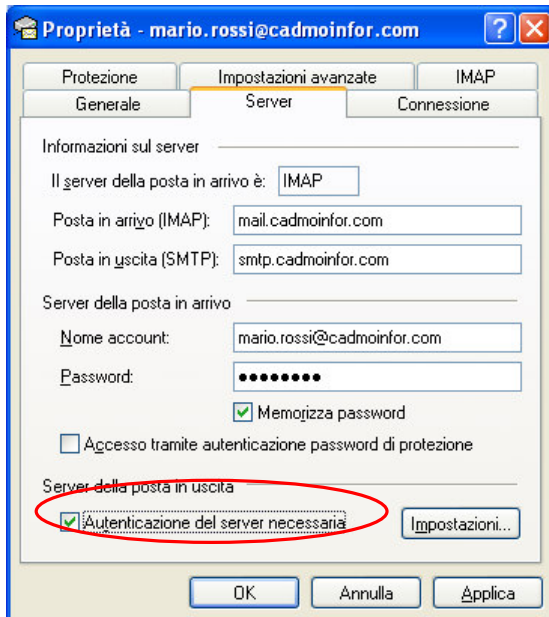 Proprietà - mario.rossi@cadmoinfor.com
Protezione Impostazioni avanzate IMAP
Generale Server Connessione
Informazioni sul server
Il server della posta in arrivo è: IMAP
Posta in arrivo (IMAP): mail.cadmoinfor.com
Posta in uscita (SMTP): smtp.cadmoinfor.com
Server della posta in arrivo
Nome account: mario.rossi@cadmoinfor.com
Password: ●●●●●●●●
Memorizza password
Accesso tramite autenticazione password di protezione
Server della posta in uscita
Autenticazione del server necessaria Impostazioni...
OK Annulla Applica